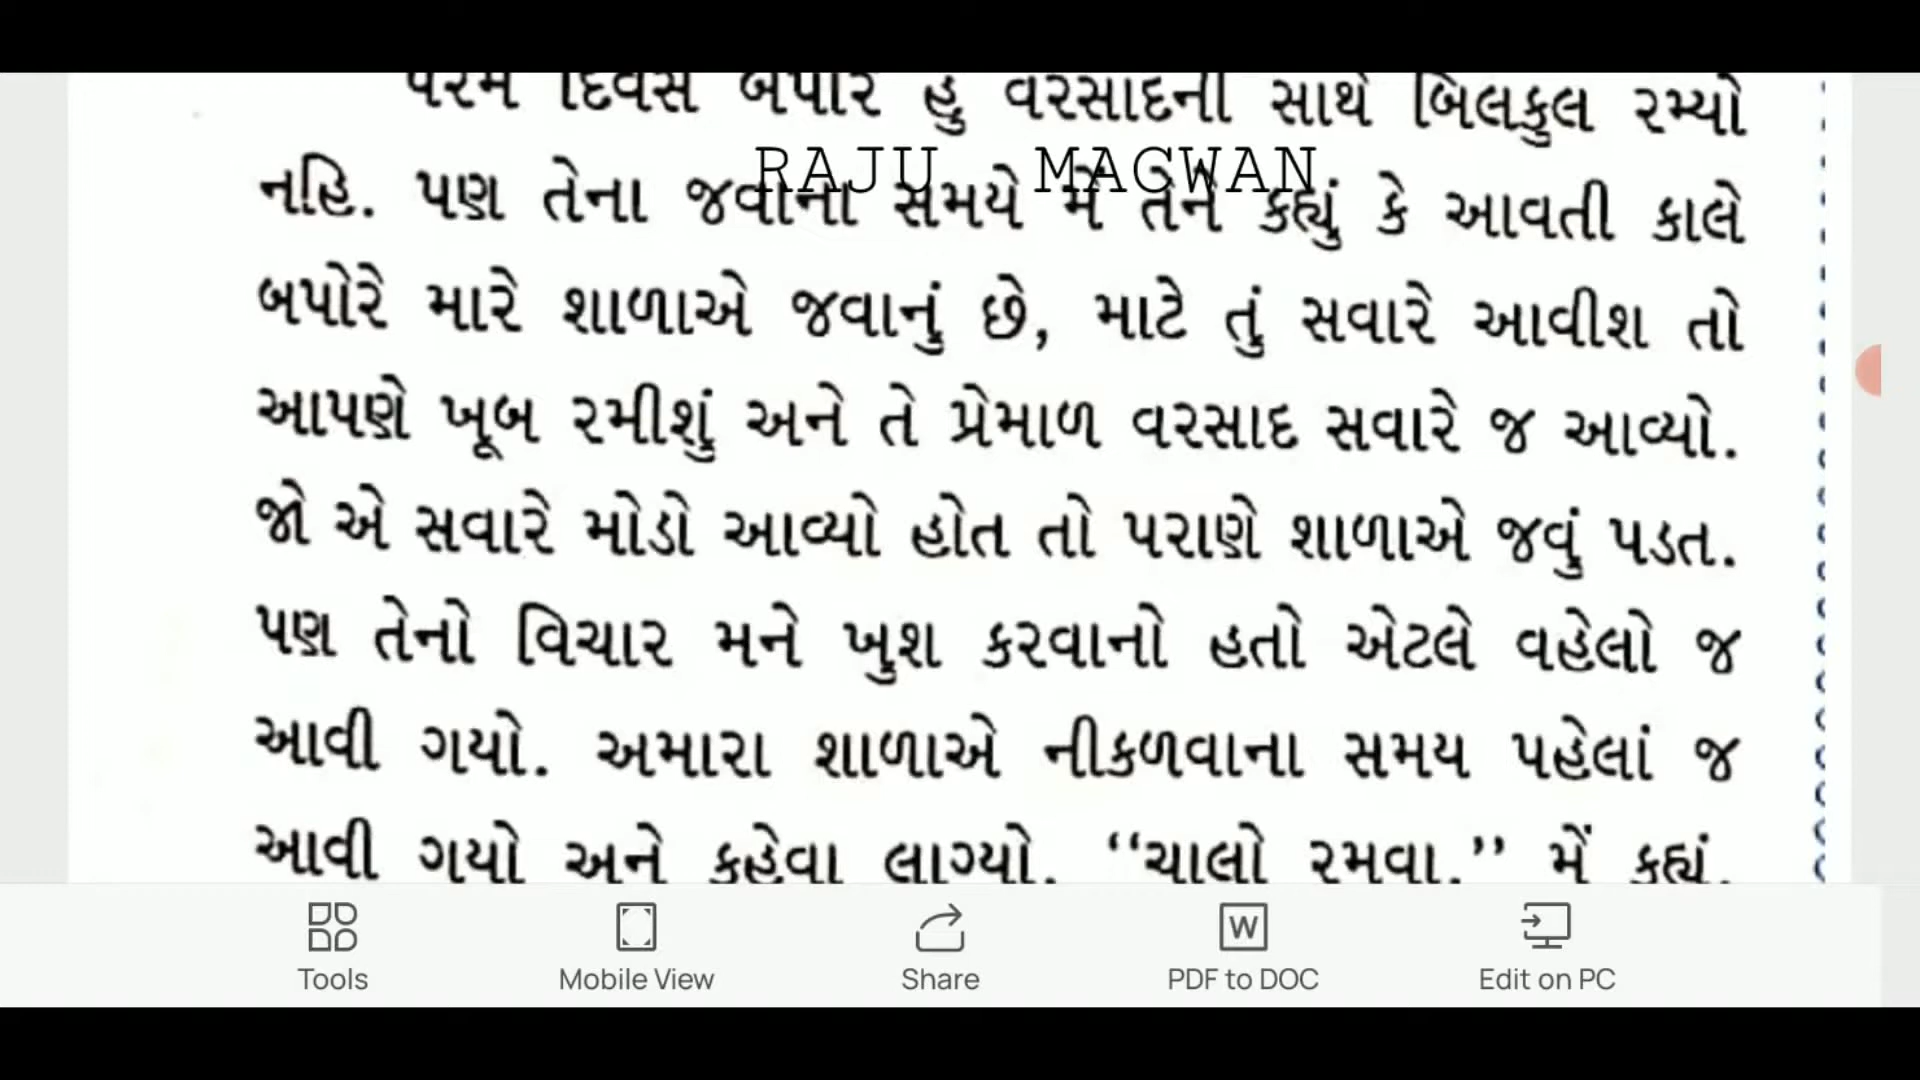 પરમ દિવસે બપોરે હું વરસાદની સાથે બિલકુલ રમ્યો
RAJU MAGWAN
નહિ. પણ તેના જવાના સમયે મેં તેને કહ્યું કે આવતી કાલે
બપોરે મારે શાળાએ જવાનું છે, માટે તું સવારે આવીશ તો
આપણે ખૂબ રમીશું અને તે પ્રેમાળ વરસાદ સવારે જ આવ્યો.
જો એ સવારે મોડો આવ્યો હોત તો પરાણે શાળાએ જવું પડત.
પણ તેનો વિચાર મને ખુશ કરવાનો હતો એટલે વહેલો જ
આવી ગયો. અમારા શાળાએ નીકળવાના સમય પહેલાં જ
આવી ગયો અને કહેવા લાગ્યો. “ચાલો રમવા.” મેં કહ્યું.
Tools Mobile View Share PDF to DOC Edit on PC